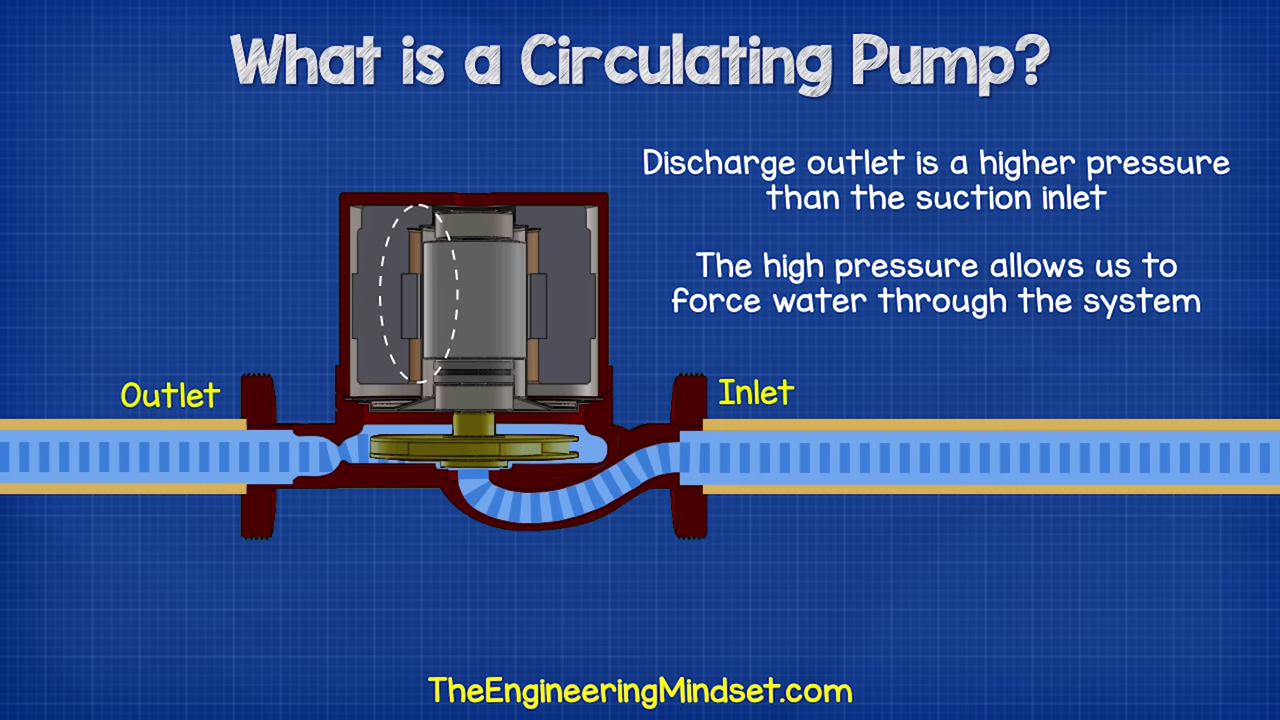 What is a Circulating Pump?
Discharge outlet is a higher pressure
than the suction inlet
The high pressure allows us to
force water through the system
Outlet
Inlet
TheEngineeringMindset.com